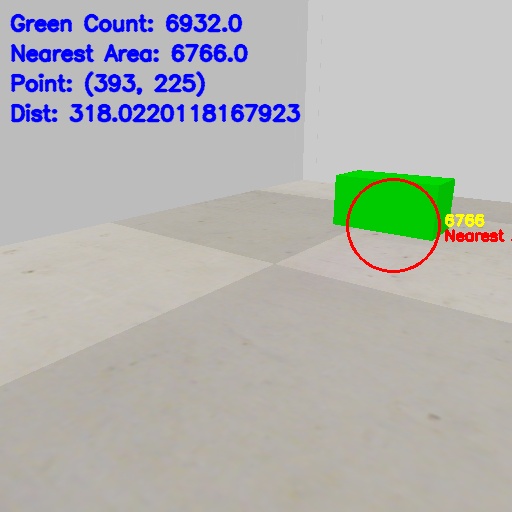 Green Count: 6932.0
Nearest Area: 6766.0
Point: (393, 225)
Dist: 318.0220118167923
6766
Nearest